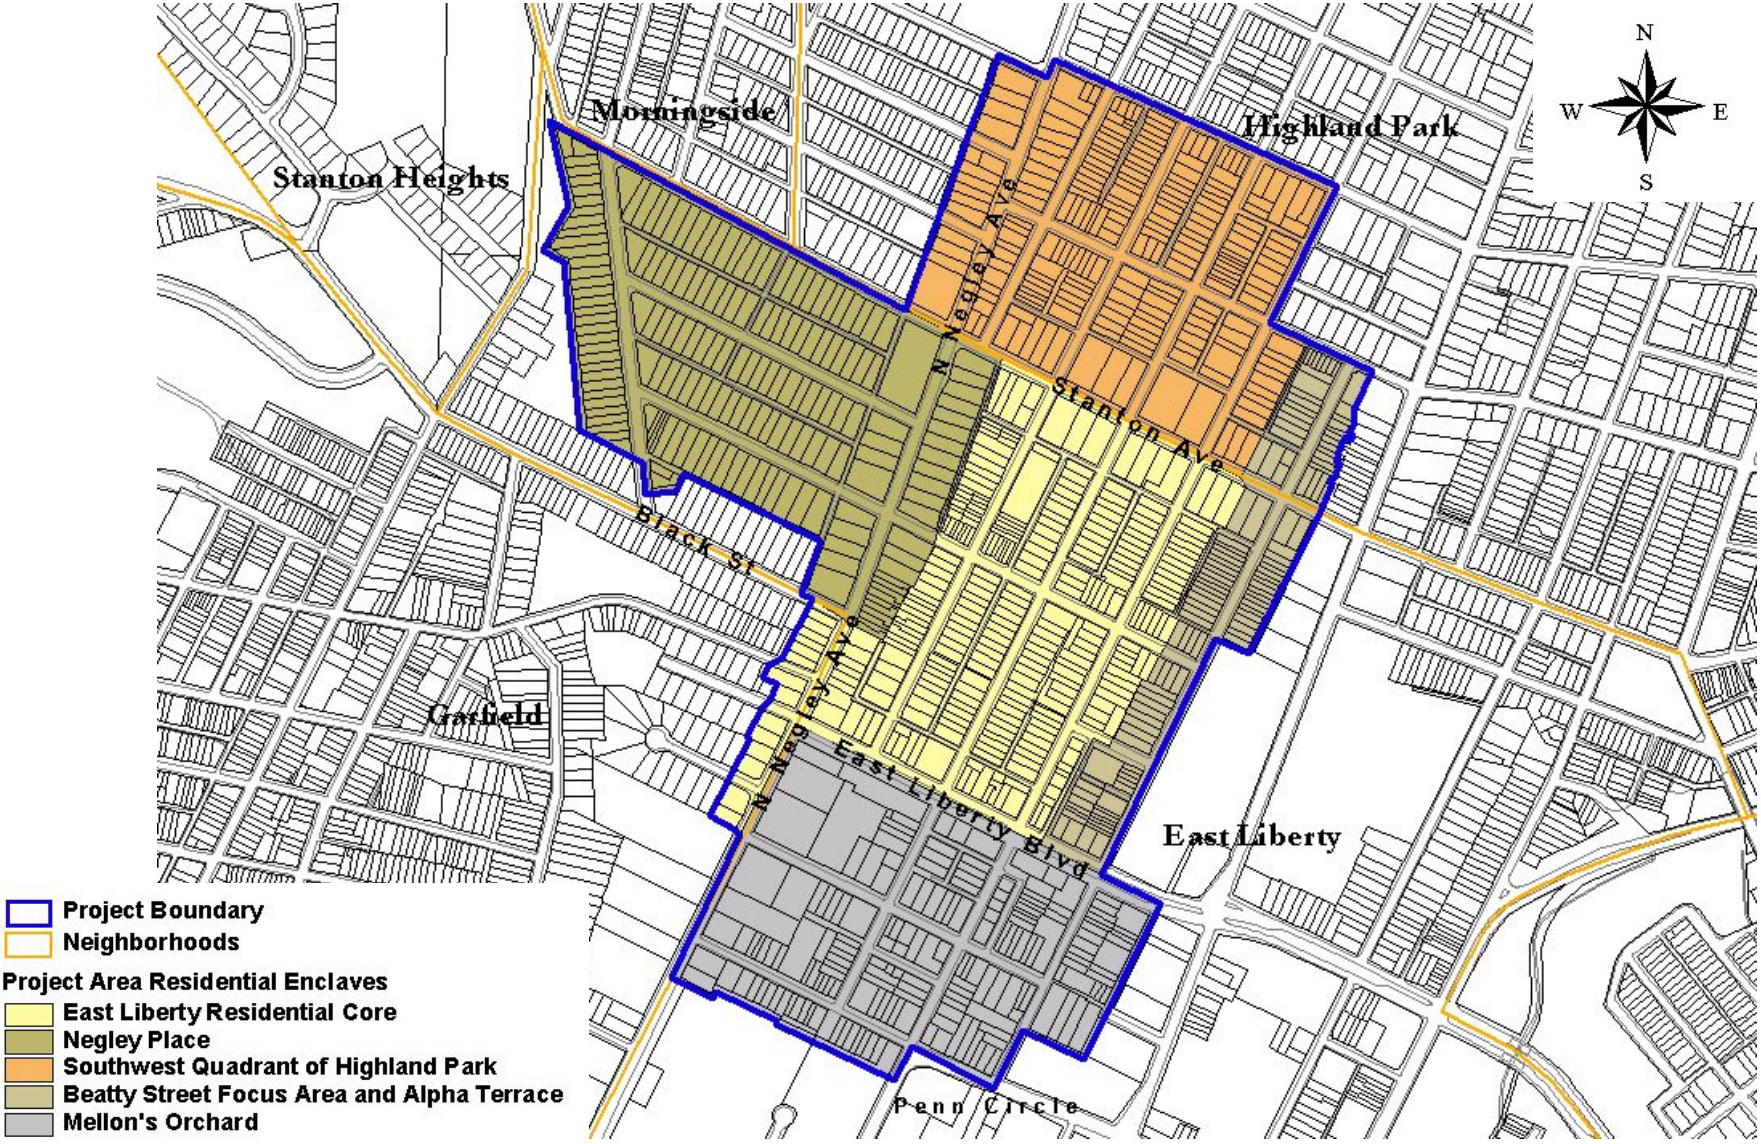 N
W E
S
Morningside
Highland Park
Stanton Heights
N Negley Ave
Stanton Ave
Black St
Garfield
N Negley Ave
East Liberty Blvd
East Liberty
Penn Circle
Project Boundary
Neighborhoods
Project Area Residential Enclaves
East Liberty Residential Core
Negley Place
Southwest Quadrant of Highland Park
Beatty Street Focus Area and Alpha Terrace
Mellon's Orchard